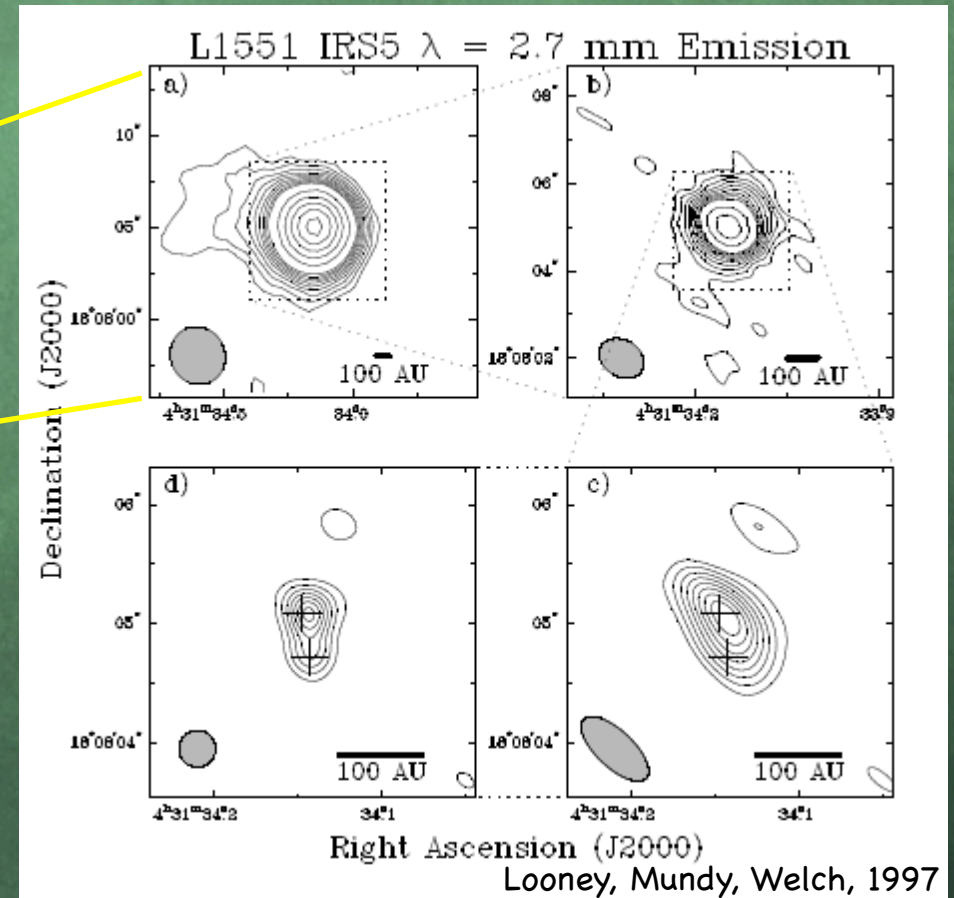 L1551 IRS5 λ = 2.7 mm Emission
a)
10"
05"
18°08'00"
100 AU
4ʰ31ᵐ34ˢ.5
34ˢ.0
b)
08"
06"
04"
18°08'02"
100 AU
4ʰ31ᵐ34ˢ.2
33ˢ.9
d)
06"
05"
18°08'04"
100 AU
4ʰ31ᵐ34ˢ.2
34ˢ.1
c)
06"
05"
18°08'04"
100 AU
4ʰ31ᵐ34ˢ.2
34ˢ.1
Declination (J2000)
Right Ascension (J2000)
Looney, Mundy, Welch, 1997